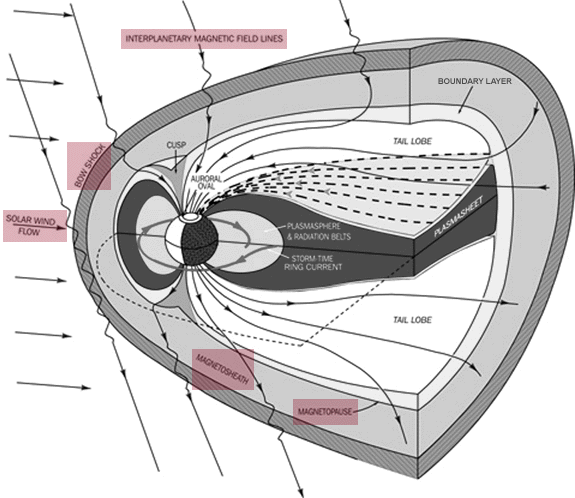 INTERPLANETARY MAGNETIC FIELD LINES
BOUNDARY LAYER
CUSP
TAIL LOBE
BOW SHOCK
AURORAL
OVAL
SOLAR WIND
FLOW
PLASMASPHERE
& RADIATION BELTS
PLASMASHEET
STORM-TIME
RING CURRENT
TAIL LOBE
MAGNETOSHEATH
MAGNETOPAUSE